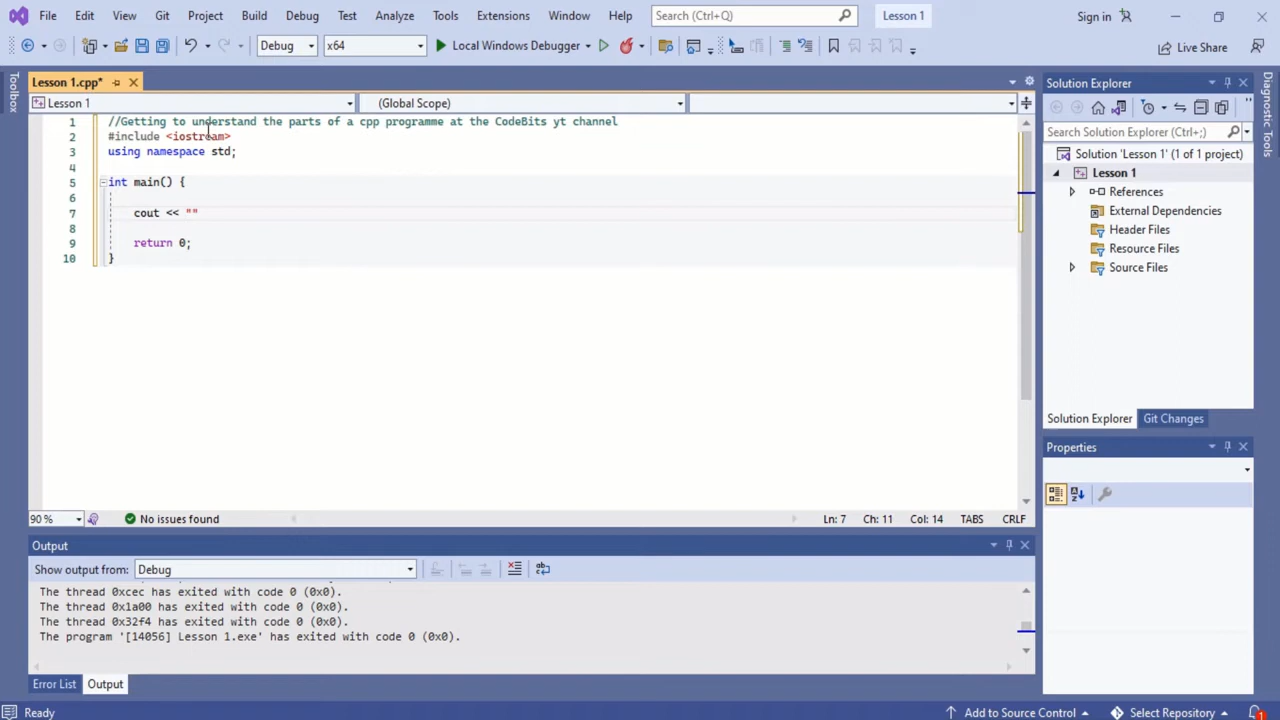 File Edit View Git Project Build Debug Test Analyze Tools Extensions Window Help Search (Ctrl+Q) Lesson 1 Sign in
Debug x64 Local Windows Debugger Live Share
Toolbox
Lesson 1.cpp*
Lesson 1 (Global Scope)
1 //Getting to understand the parts of a cpp programme at the CodeBits yt channel
2 #include <iostream>
3 using namespace std;
4
5 int main() {
6
7 cout << ""
8
9 return 0;
10 }
90 % No issues found Ln: 7 Ch: 11 Col: 14 TABS CRLF
Output
Show output from: Debug
The thread 0xcec has exited with code 0 (0x0).
The thread 0x1a00 has exited with code 0 (0x0).
The thread 0x32f4 has exited with code 0 (0x0).
The program '[14056] Lesson 1.exe' has exited with code 0 (0x0).
Error List Output
Solution Explorer
Search Solution Explorer (Ctrl+;)
Solution 'Lesson 1' (1 of 1 project)
Lesson 1
References
External Dependencies
Header Files
Resource Files
Source Files
Solution Explorer Git Changes
Properties
Diagnostic Tools
Ready Add to Source Control Select Repository 1